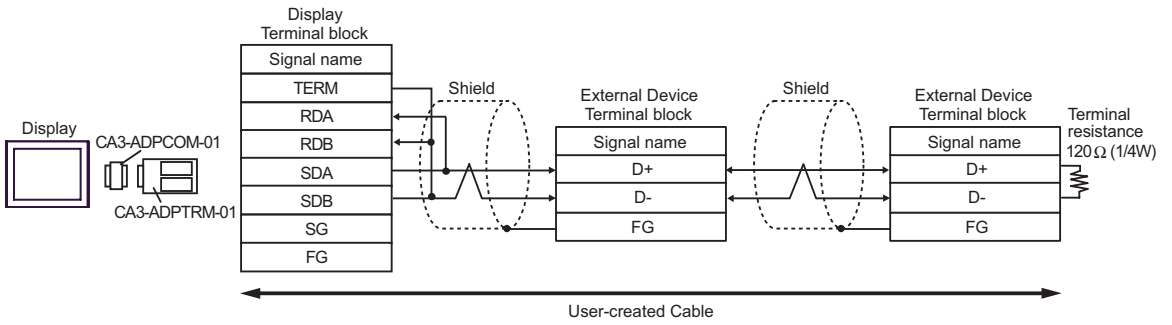 Display
CA3-ADPCOM-01
CA3-ADPTRM-01
Display
Terminal block
Signal name
TERM
RDA
RDB
SDA
SDB
SG
FG
Shield
External Device
Terminal block
Signal name
D+
D-
FG
Shield
External Device
Terminal block
Signal name
D+
D-
FG
Terminal
resistance
120Ω (1/4W)
User-created Cable